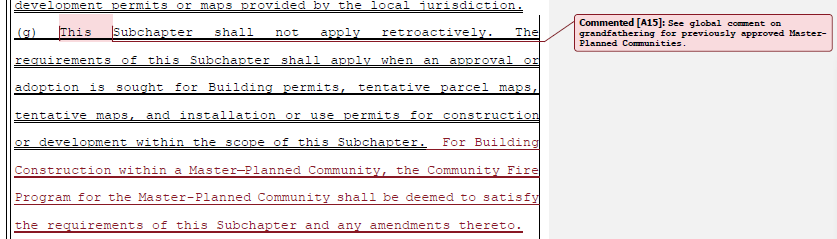 development permits or maps provided by the local jurisdiction.
(g) This Subchapter shall not apply retroactively. The
requirements of this Subchapter shall apply when an approval or
adoption is sought for Building permits, tentative parcel maps,
tentative maps, and installation or use permits for construction
or development within the scope of this Subchapter. For Building
Construction within a Master-Planned Community, the Community Fire
Program for the Master-Planned Community shall be deemed to satisfy
the requirements of this Subchapter and any amendments thereto.
Commented [A15]: See global comment on
grandfathering for previously approved Master-
Planned Communities.